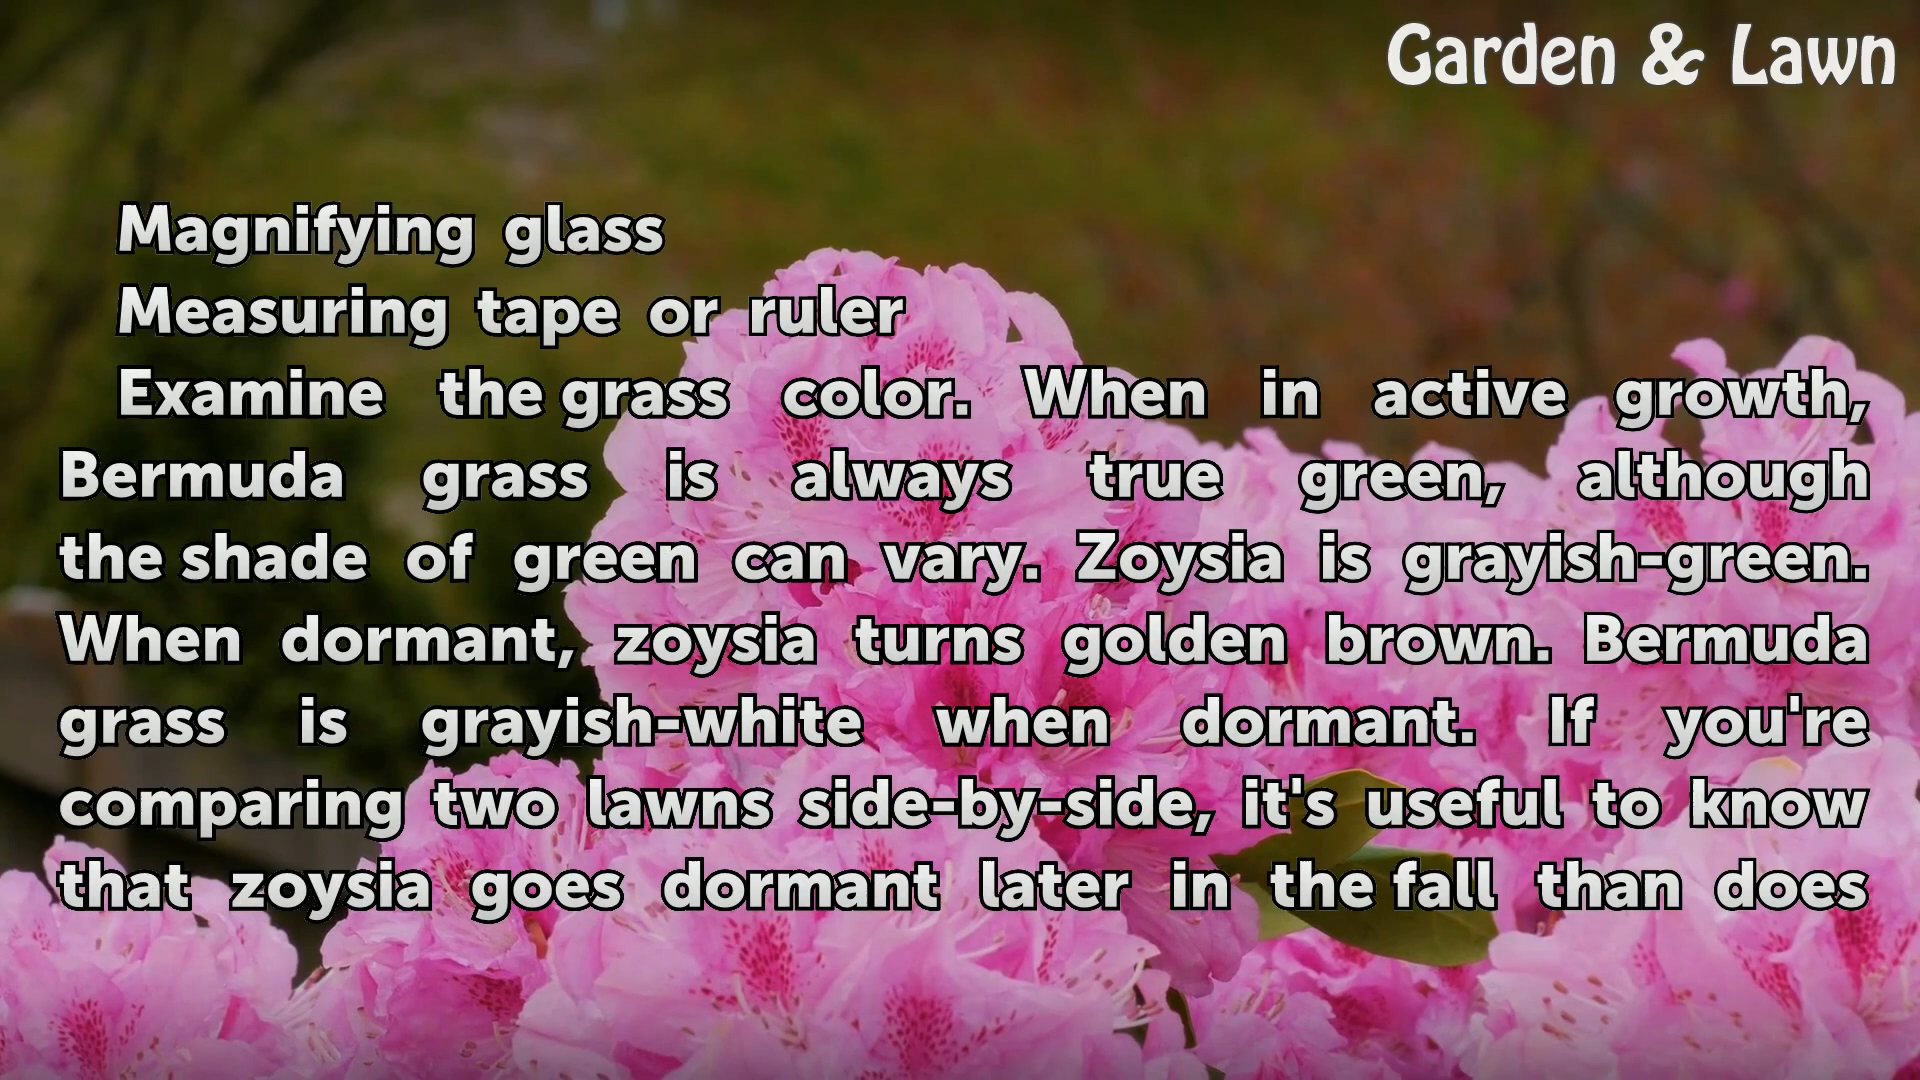 Garden & Lawn
Magnifying glass
Measuring tape or ruler
Examine the grass color. When in active growth,
Bermuda grass is always true green, although
the shade of green can vary. Zoysia is grayish-green.
When dormant, zoysia turns golden brown. Bermuda
grass is grayish-white when dormant. If you're
comparing two lawns side-by-side, it's useful to know
that zoysia goes dormant later in the fall than does